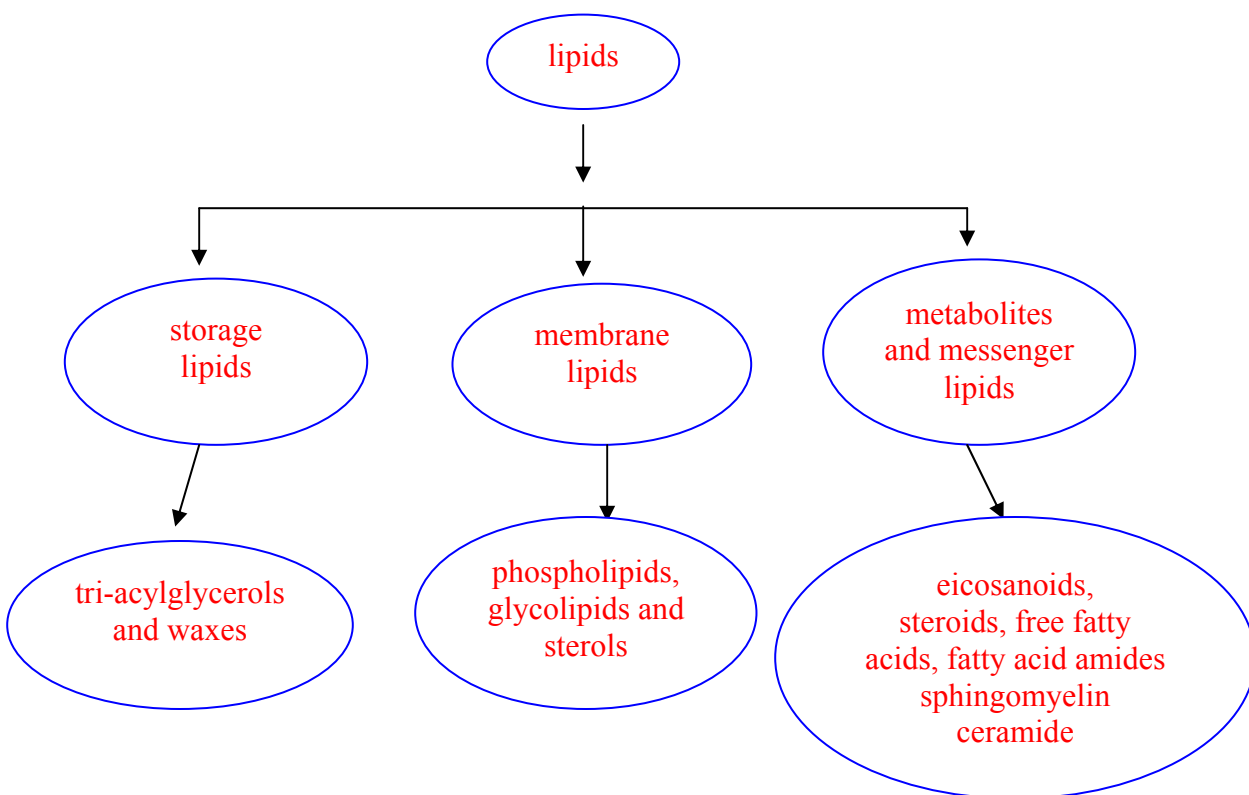 lipids
storage
lipids
membrane
lipids
metabolites
and messenger
lipids
tri-acylglycerols
and waxes
phospholipids,
glycolipids and
sterols
eicosanoids,
steroids, free fatty
acids, fatty acid amides
sphingomyelin
ceramide